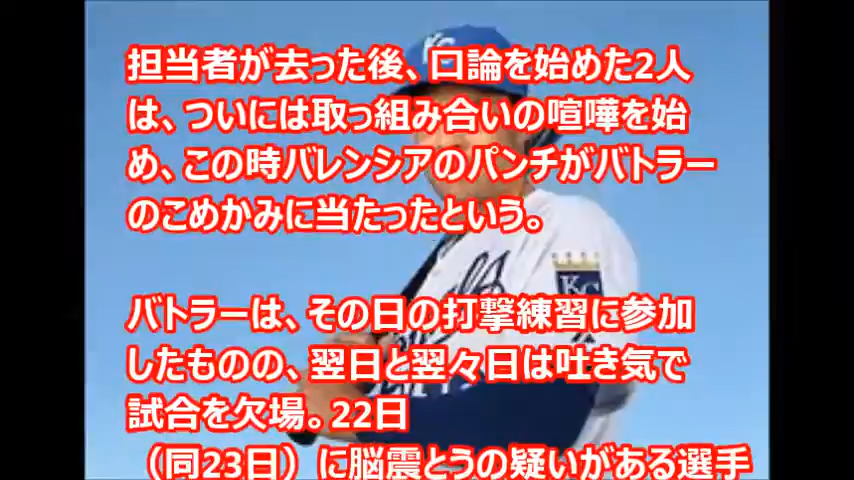 担当者が去った後、口論を始めた2人
は、ついには取っ組み合いの喧嘩を始
め、この時バレンシアのパンチがバトラー
のこめかみに当たったという。
バトラーは、その日の打撃練習に参加
したものの、翌日と翌々日は吐き気で
試合を欠場。22日
（同23日）に脳震とうの疑いがある選手
KC